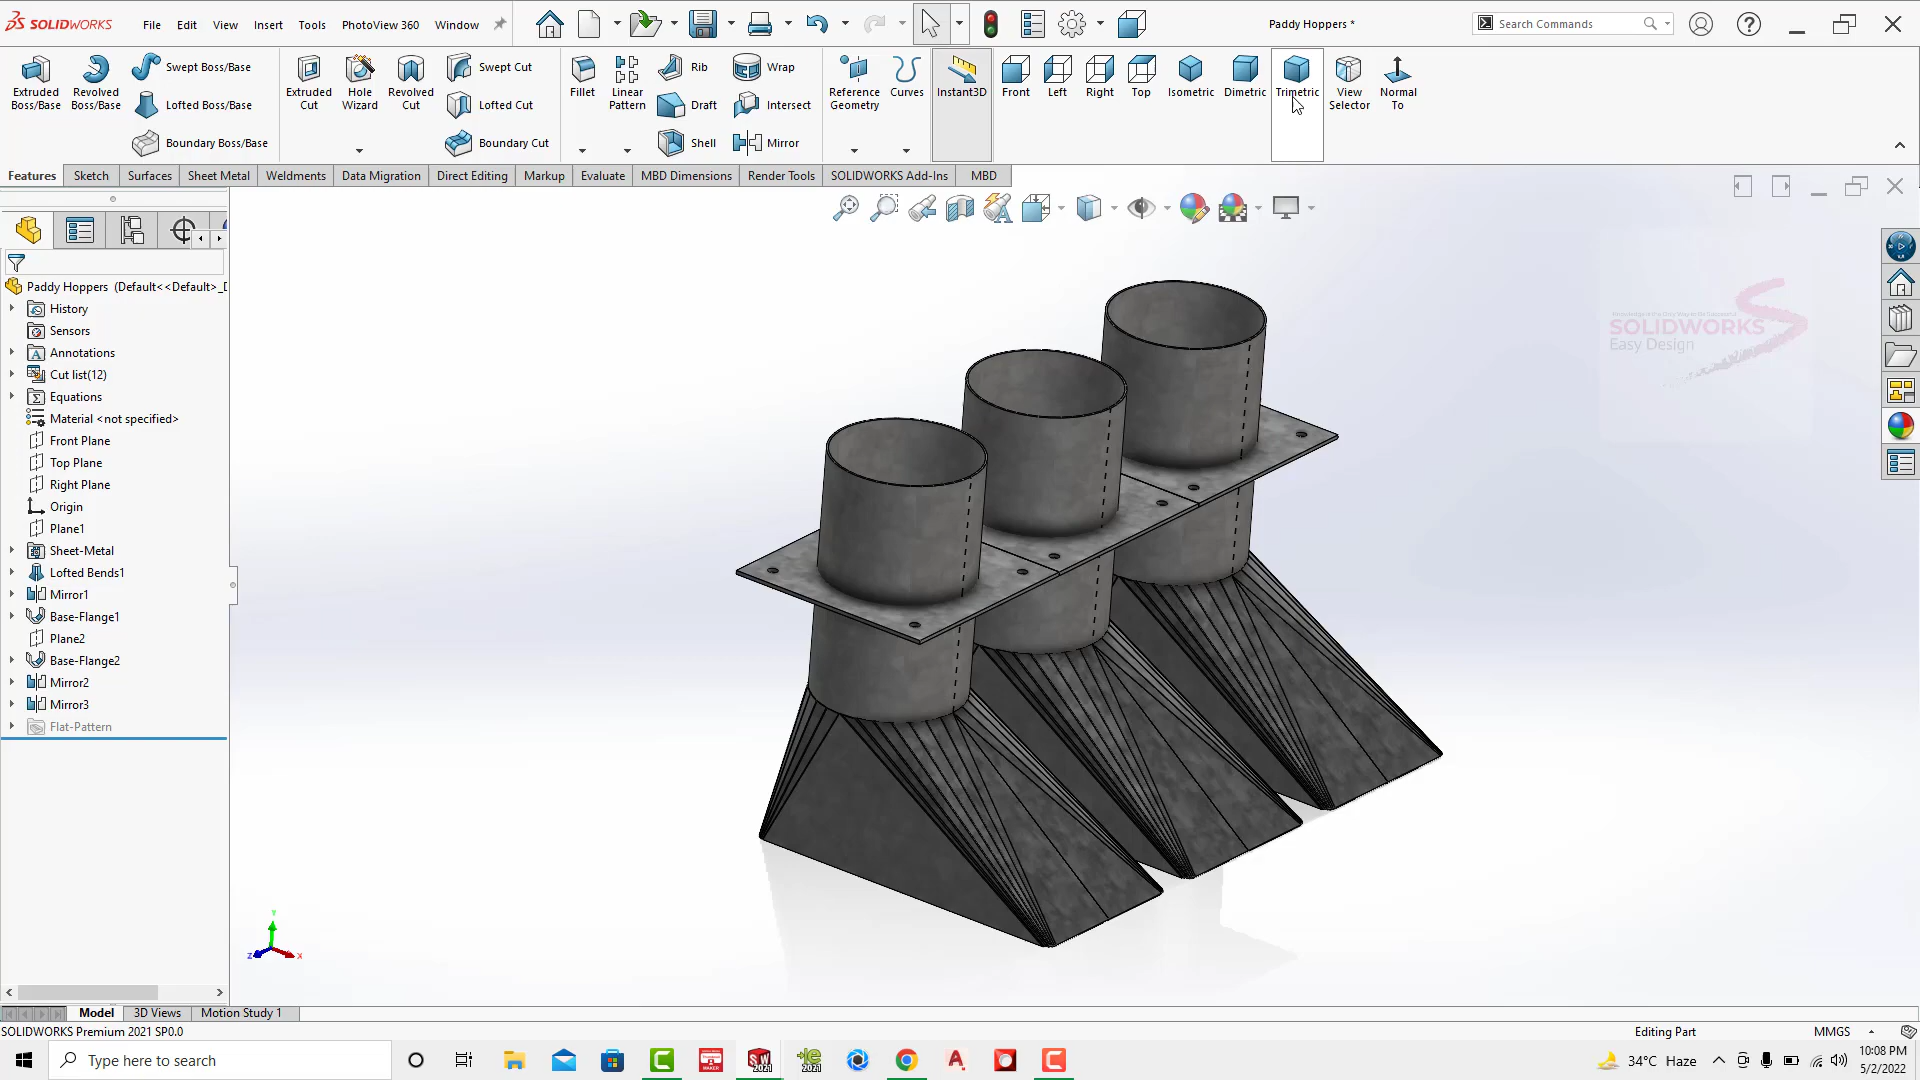 SOLIDWORKS File Edit View Insert Tools PhotoView 360 Window Paddy Hoppers * Search Commands
Extruded Boss/Base
Revolved Boss/Base
Swept Boss/Base
Lofted Boss/Base
Boundary Boss/Base
Extruded Cut
Hole Wizard
Revolved Cut
Swept Cut
Lofted Cut
Boundary Cut
Fillet
Linear Pattern
Rib
Draft
Shell
Wrap
Intersect
Mirror
Reference Geometry
Curves
Instant3D
Front
Left
Right
Top
Isometric
Dimetric
Trimetric
View Selector
Normal To
Features Sketch Surfaces Sheet Metal Weldments Data Migration Direct Editing Markup Evaluate MBD Dimensions Render Tools SOLIDWORKS Add-Ins MBD
Paddy Hoppers (Default<<Default>_D
History
Sensors
Annotations
Cut list(12)
Equations
Material <not specified>
Front Plane
Top Plane
Right Plane
Origin
Plane1
Sheet-Metal
Lofted Bends1
Mirror1
Base-Flange1
Plane2
Base-Flange2
Mirror2
Mirror3
Flat-Pattern
SOLIDWORKS
Easy Design
Y
Z
X
Model 3D Views Motion Study 1
SOLIDWORKS Premium 2021 SP0.0 Editing Part MMGS
Type here to search
SW
2021
2021
34°C Haze
10:08 PM
5/2/2022